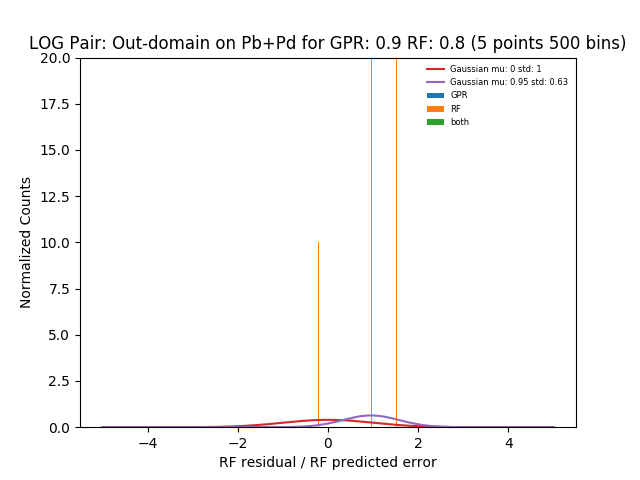 LOG Pair: Out-domain on Pb+Pd for GPR: 0.9 RF: 0.8 (5 points 500 bins)
20.0
17.5
15.0
12.5
10.0
7.5
5.0
2.5
0.0
Normalized Counts
Gaussian mu: 0 std: 1
Gaussian mu: 0.95 std: 0.63
GPR
RF
both
−4 −2 0 2 4
RF residual / RF predicted error